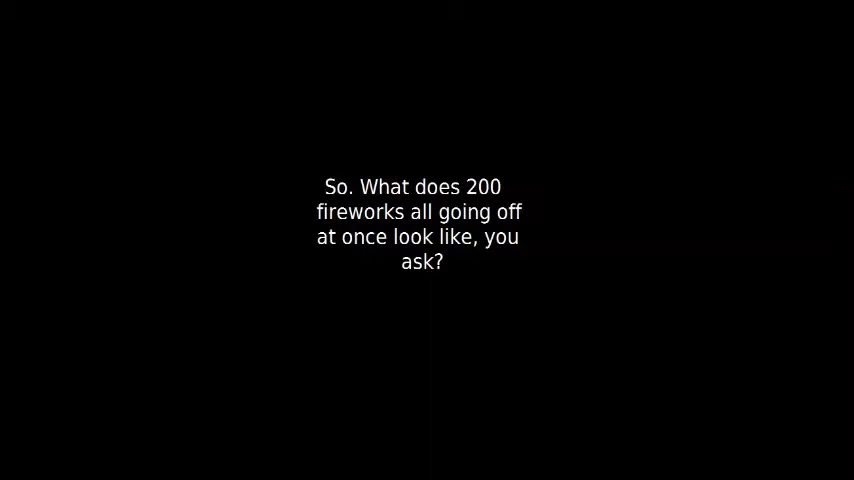 So. What does 200
fireworks all going off
at once look like, you
ask?